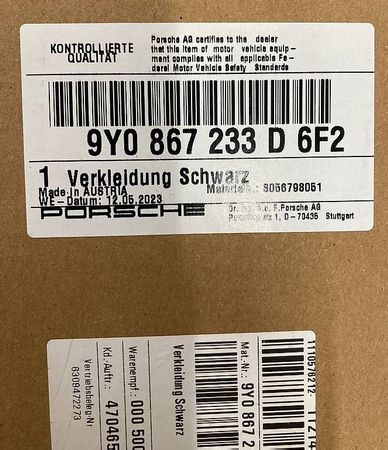 KONTROLLIERTE
QUALITÄT
Porsche AG certifies to the dealer
that this item of motor vehicle equip-
ment complies with all applicable Fe-
deral Motor Vehicle Safety Standards
9Y0 867 233 D 6F2
1 Verkleidung Schwarz
Made in AUSTRIA
WE-Datum: 12.05.2023
PORSCHE
Dr. Ing. h.c. F.Porsche AG
Porscheplatz 1, D-70435 Stuttgart
1110576212
Mat-Nr.: 9Y0 867 2
Verkleidung Schwarz
Warenempf.: 000 500
Kd.-Auftr.: 470465
Vertriebsbeleg-Nr
6309472273